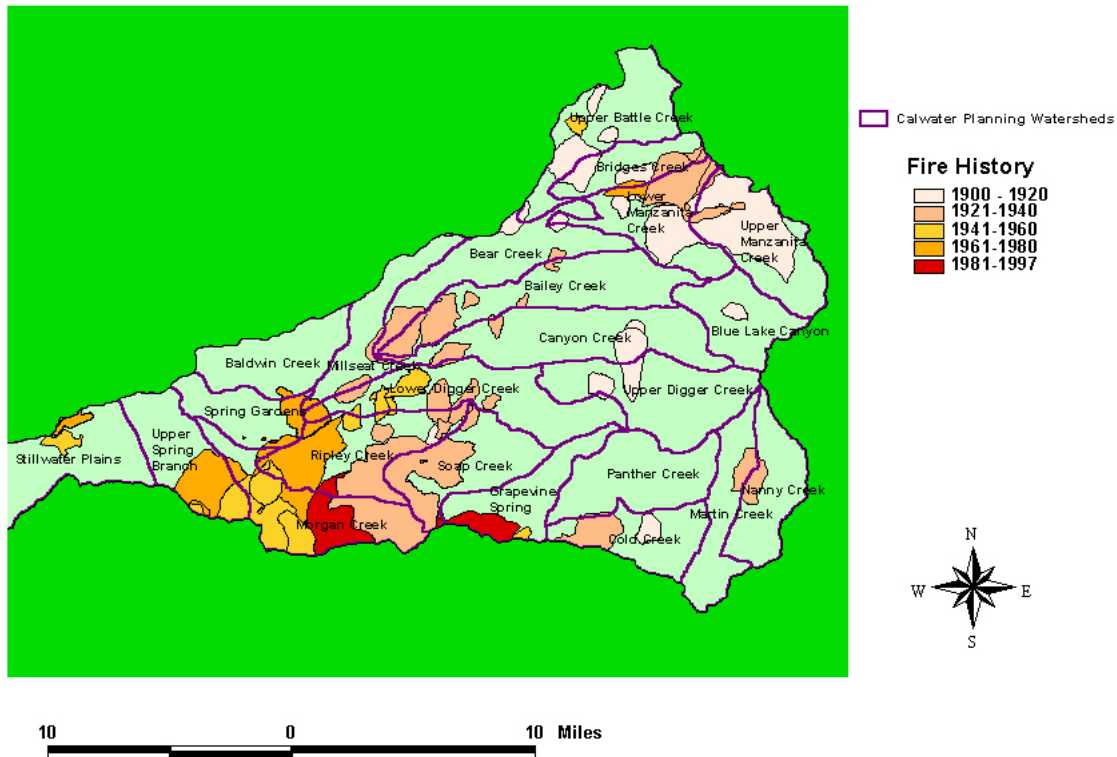 Upper Battle Creek
Bridges Creek
Lower
Manzanita
Creek
Upper
Manzanita
Creek
Bear Creek
Bailey Creek
Blue Lake Canyon
Canyon Creek
Baldwin Creek
Millseat Creek
Lower Digger Creek
Upper Digger Creek
Spring Gardens
Upper
Spring
Branch
Stillwater Plains
Ripley Creek
Soap Creek
Panther Creek
Grapevine
Spring
Nanny Creek
Martin Creek
Morgan Creek
Cold Creek
Calwater Planning Watersheds
Fire History
1900 - 1920
1921-1940
1941-1960
1961-1980
1981-1997
N
W E
S
10 0 10 Miles